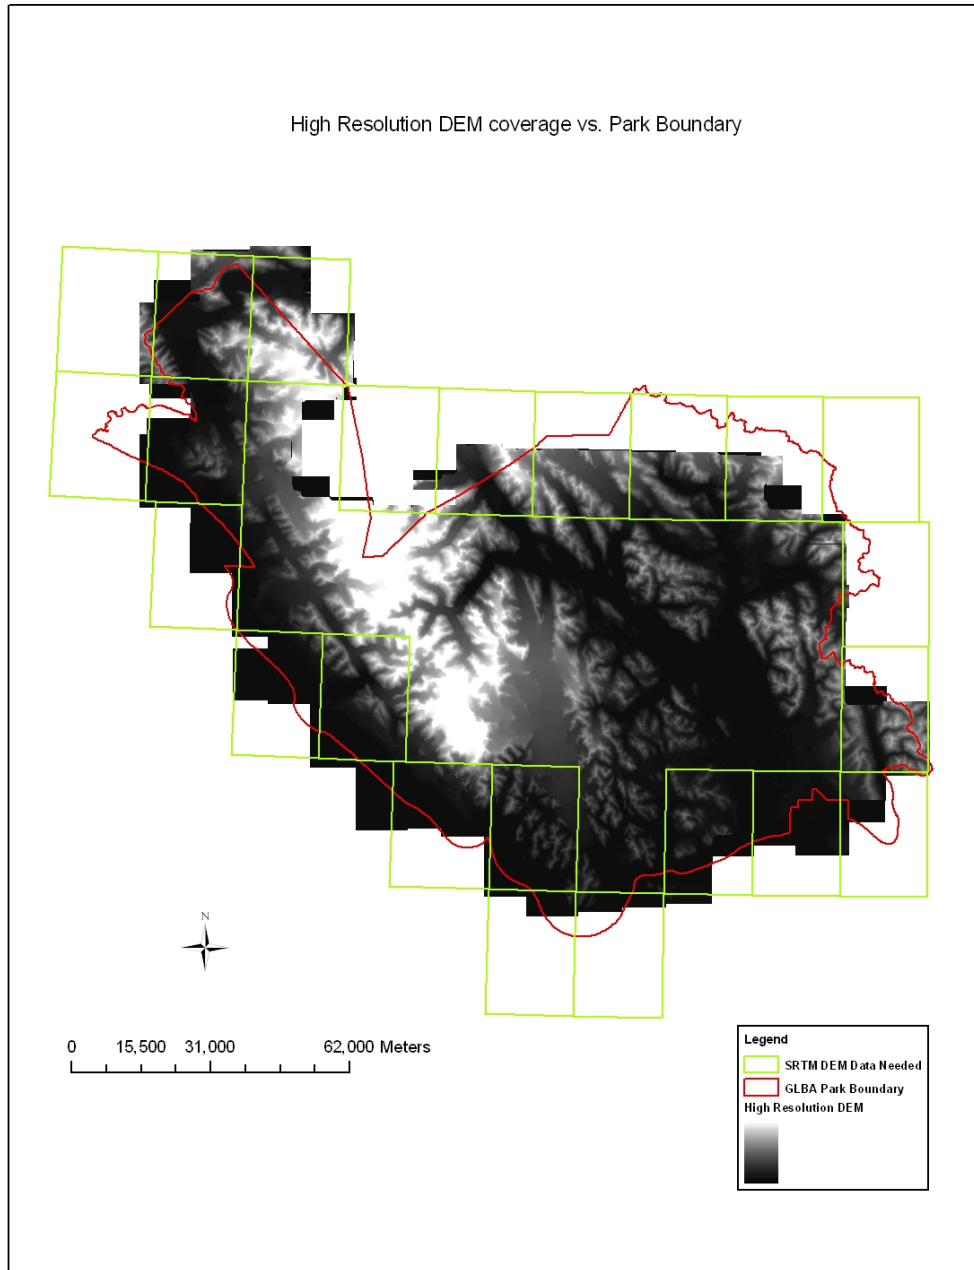 High Resolution DEM coverage vs. Park Boundary
N
0 15,500 31,000 62,000 Meters
Legend
SRTM DEM Data Needed
GLBA Park Boundary
High Resolution DEM